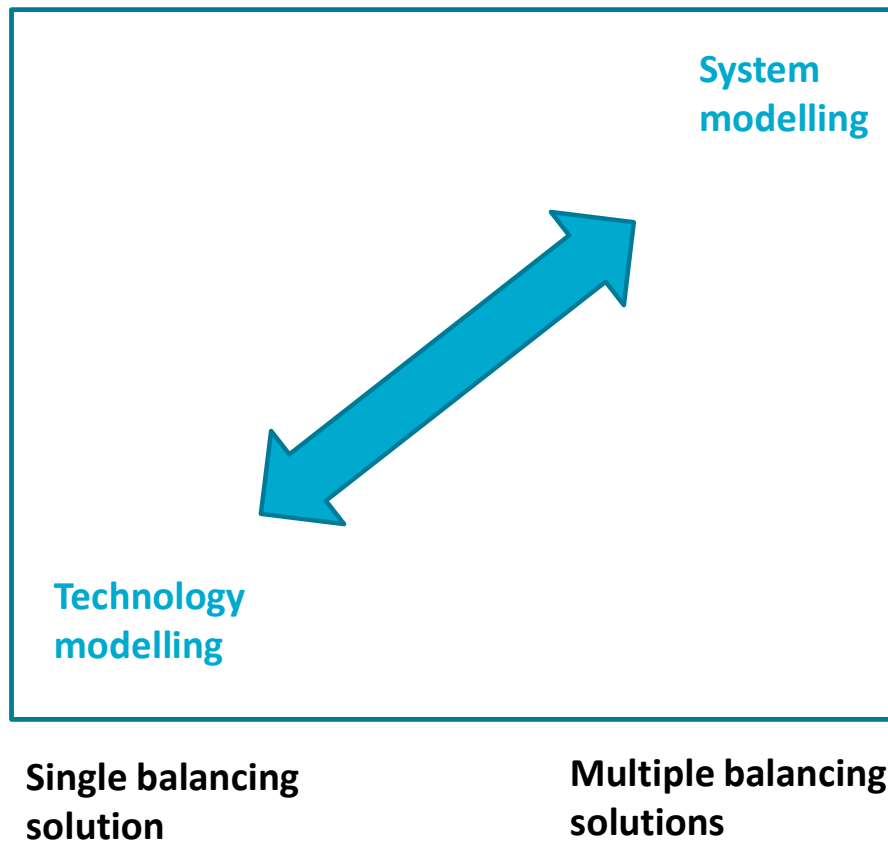 System
modelling
Technology
modelling
Single balancing
solution
Multiple balancing
solutions